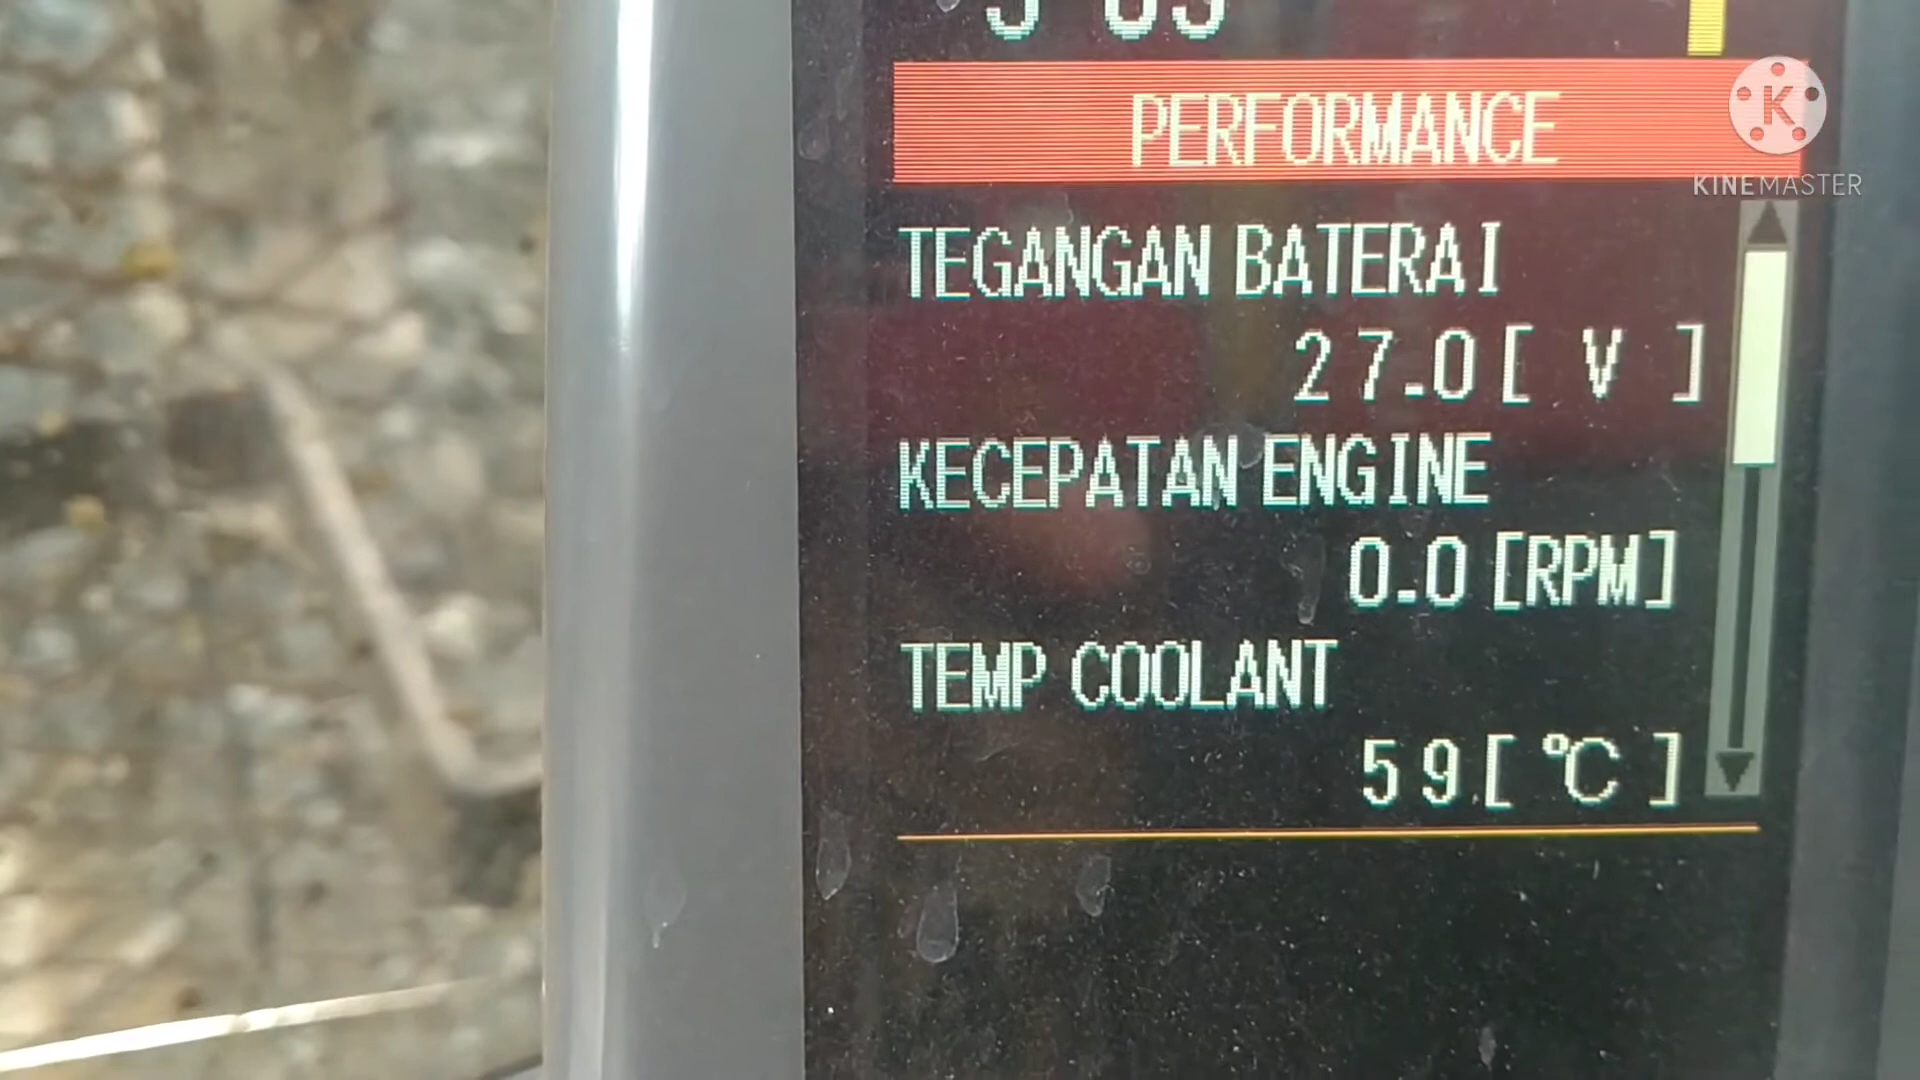 PERFORMANCE
K
KINEMASTER
TEGANGAN BATERAI
27.0[ V ]
KECEPATAN ENGINE
0.0[RPM]
TEMP COOLANT
59[ ℃ ]